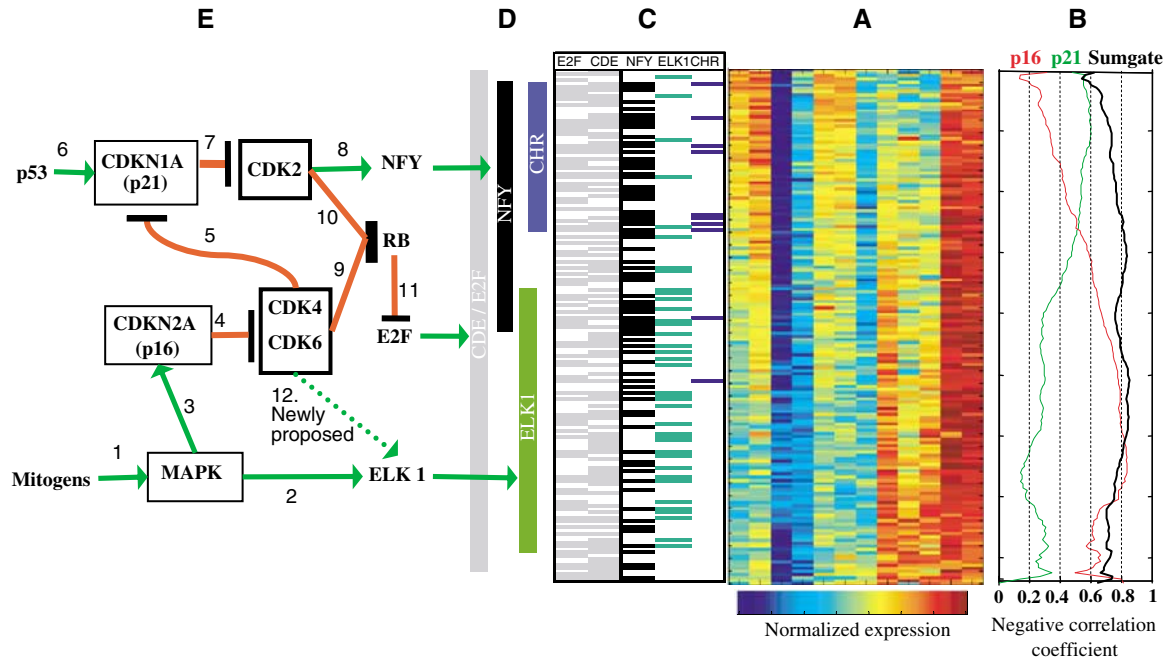 E
D
C
A
B
E2F CDE NFY ELK1 CHR
p16 p21 Sumgate
6
p53
CDKN1A
(p21)
7
CDK2
8
NFY
10
5
RB
9
11
E2F
CDKN2A
(p16)
4
CDK4
CDK6
12.
Newly
proposed
3
1
Mitogens
MAPK
2
ELK 1
CDE / E2F
NFY
CHR
ELK1
Normalized expression
0 0.2 0.4 0.6 0.8 1
Negative correlation
coefficient